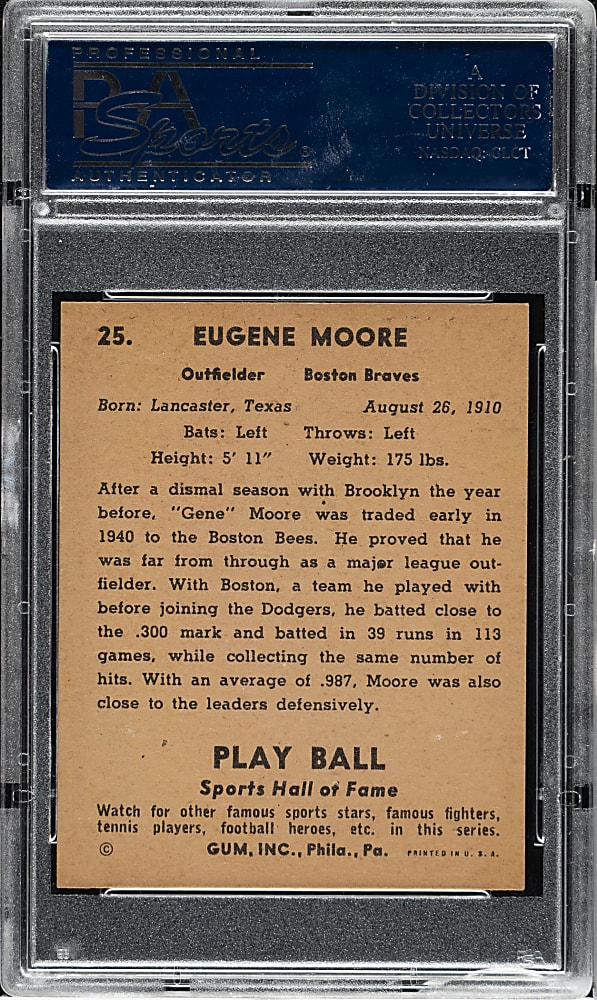 PROFESSIONAL
PSA
Sports®
AUTHENTICATOR
A
DIVISION OF
COLLECTORS
UNIVERSE
NASDAQ: CLCT
25. EUGENE MOORE
Outfielder Boston Braves
Born: Lancaster, Texas August 26, 1910
Bats: Left Throws: Left
Height: 5' 11" Weight: 175 lbs.
After a dismal season with Brooklyn the year
before, "Gene" Moore was traded early in
1940 to the Boston Bees. He proved that he
was far from through as a major league out-
fielder. With Boston, a team he played with
before joining the Dodgers, he batted close to
the .300 mark and batted in 39 runs in 113
games, while collecting the same number of
hits. With an average of .987, Moore was also
close to the leaders defensively.
PLAY BALL
Sports Hall of Fame
Watch for other famous sports stars, famous fighters,
tennis players, football heroes, etc. in this series.
© GUM, INC., Phila., Pa. PRINTED IN U. S. A.